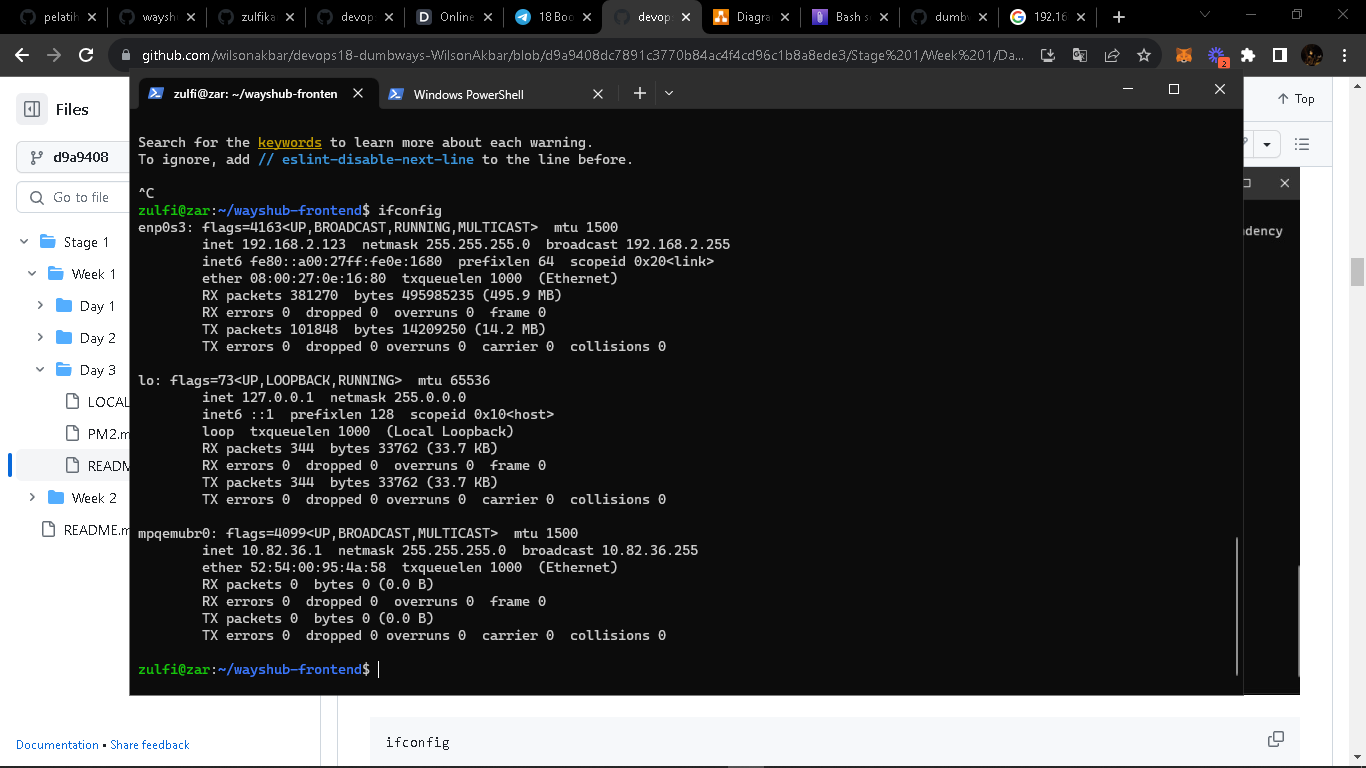 pelatih
waysh
zulfika
devop
Online
18 Boo
devop
Diagra
Bash s
dumbw
192.16
github.com/wilsonakbar/devops18-dumbways-WilsonAkbar/blob/d9a9408dc7891c3770b84ac4f4cd96c1b8a8ede3/Stage%201/Week%201/Da...
2
zulfi@zar: ~/wayshub-fronten
Windows PowerShell
Files
Top
d9a9408
Go to file
Stage 1
Week 1
Day 1
Day 2
Day 3
LOCAL
PM2.m
README
Week 2
README.m
Search for the keywords to learn more about each warning.
To ignore, add // eslint-disable-next-line to the line before.
^C
zulfi@zar:~/wayshub-frontend$ ifconfig
enp0s3: flags=4163<UP,BROADCAST,RUNNING,MULTICAST>  mtu 1500
inet 192.168.2.123  netmask 255.255.255.0  broadcast 192.168.2.255
inet6 fe80::a00:27ff:fe0e:1680  prefixlen 64  scopeid 0x20<link>
ether 08:00:27:0e:16:80  txqueuelen 1000  (Ethernet)
RX packets 381270  bytes 495985235 (495.9 MB)
RX errors 0  dropped 0  overruns 0  frame 0
TX packets 101848  bytes 14209250 (14.2 MB)
TX errors 0  dropped 0 overruns 0  carrier 0  collisions 0
lo: flags=73<UP,LOOPBACK,RUNNING>  mtu 65536
inet 127.0.0.1  netmask 255.0.0.0
inet6 ::1  prefixlen 128  scopeid 0x10<host>
loop  txqueuelen 1000  (Local Loopback)
RX packets 344  bytes 33762 (33.7 KB)
RX errors 0  dropped 0  overruns 0  frame 0
TX packets 344  bytes 33762 (33.7 KB)
TX errors 0  dropped 0 overruns 0  carrier 0  collisions 0
mpqemubr0: flags=4099<UP,BROADCAST,MULTICAST>  mtu 1500
inet 10.82.36.1  netmask 255.255.255.0  broadcast 10.82.36.255
ether 52:54:00:95:4a:58  txqueuelen 1000  (Ethernet)
RX packets 0  bytes 0 (0.0 B)
RX errors 0  dropped 0  overruns 0  frame 0
TX packets 0  bytes 0 (0.0 B)
TX errors 0  dropped 0 overruns 0  carrier 0  collisions 0
zulfi@zar:~/wayshub-frontend$
ndency
Documentation • Share feedback
ifconfig